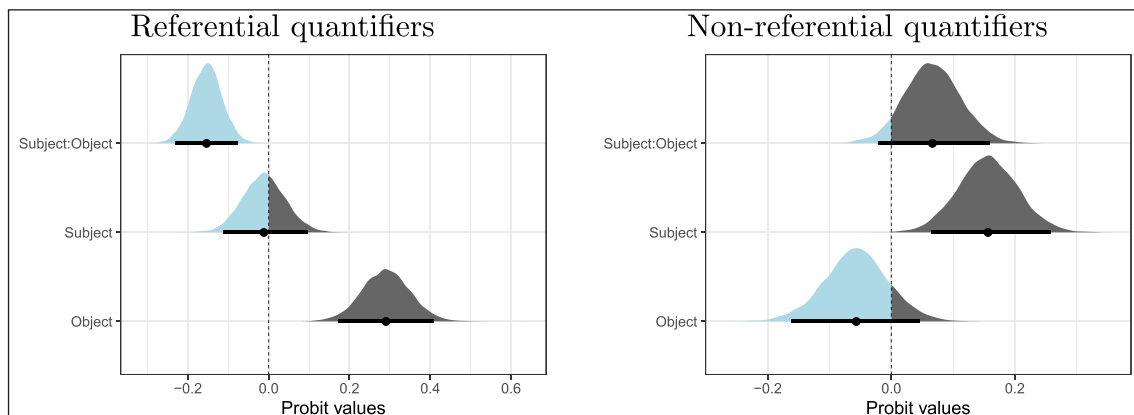 Referential quantifiers
Subject:Object
Subject
Object
−0.2 0.0 0.2 0.4 0.6
Probit values
Non-referential quantifiers
Subject:Object
Subject
Object
−0.2 0.0 0.2
Probit values